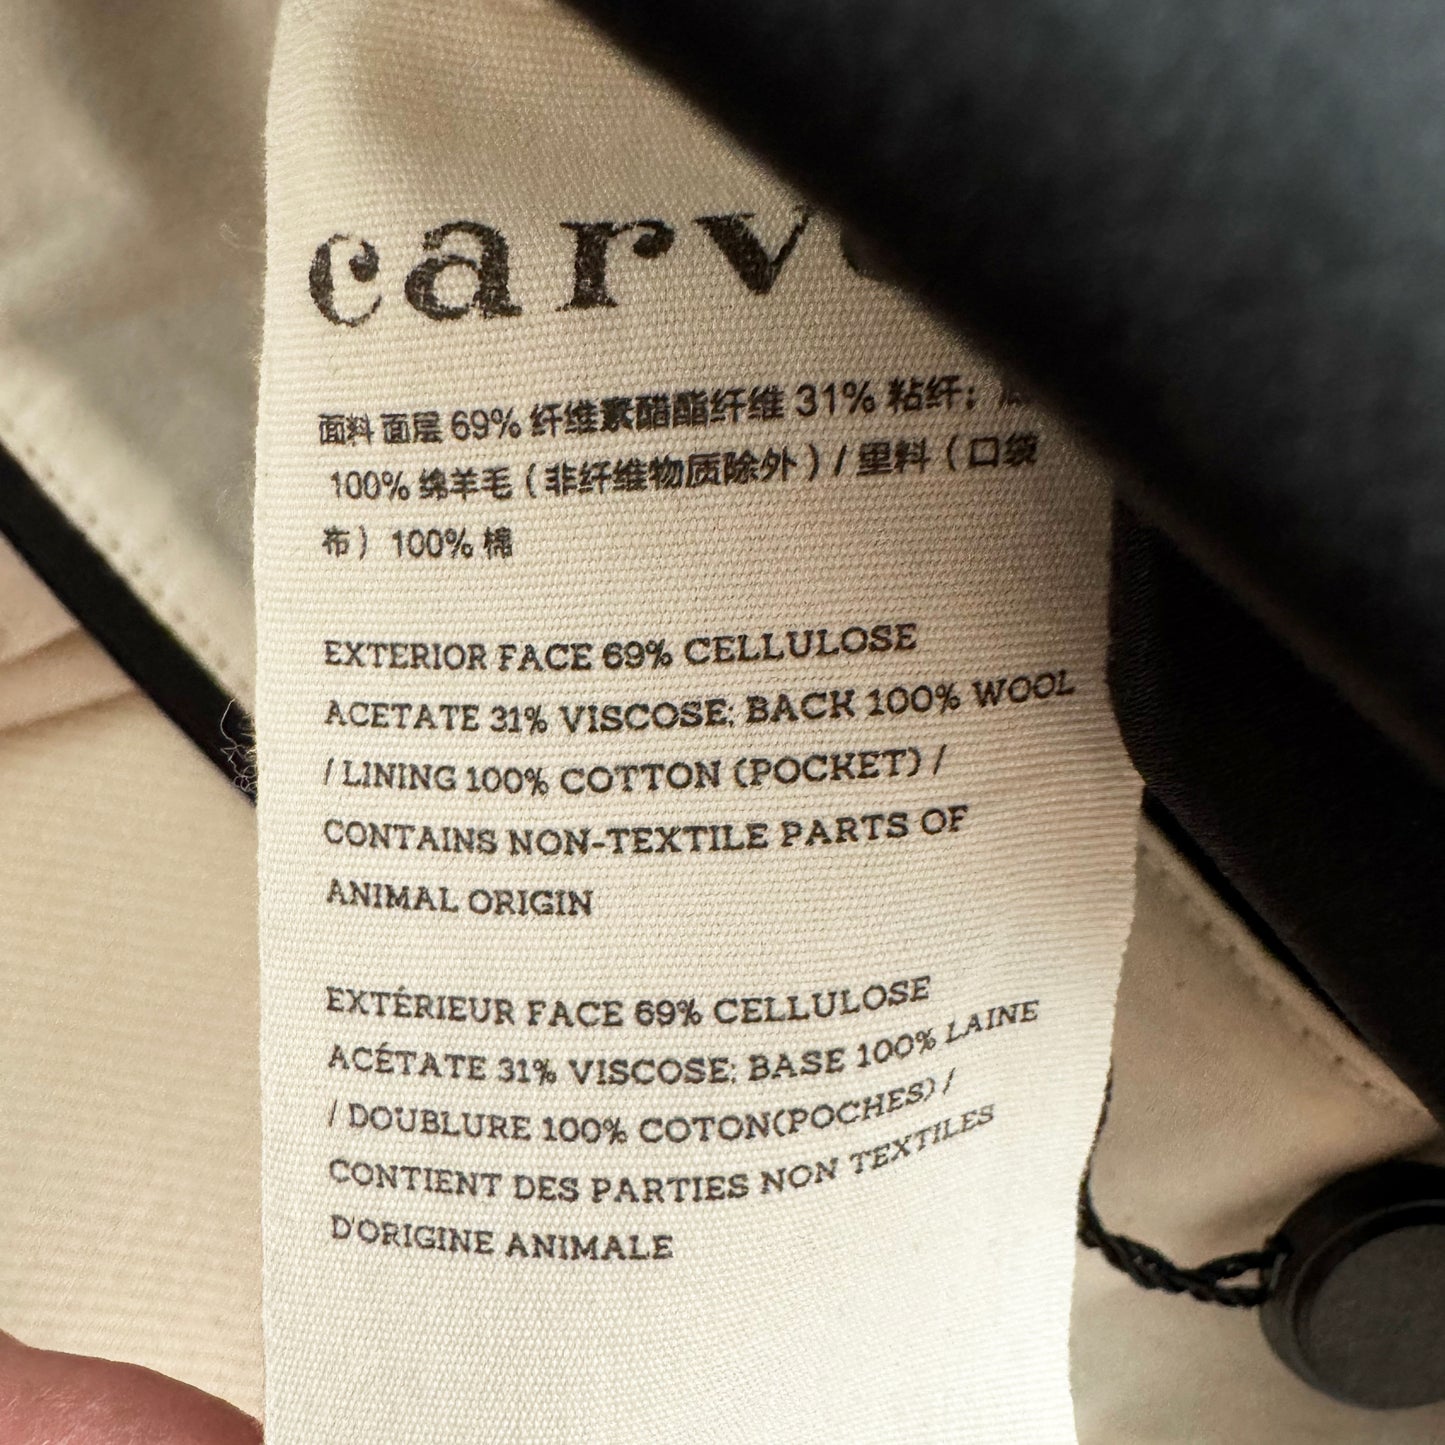 carv
面料 面层 69% 纤维素醋酯纤维 31% 粘纤;
100% 绵羊毛 (非纤维物质除外) / 里料 (口袋
布) 100% 棉
EXTERIOR FACE 69% CELLULOSE
ACETATE 31% VISCOSE; BACK 100% WOOL
/ LINING 100% COTTON (POCKET) /
CONTAINS NON-TEXTILE PARTS OF
ANIMAL ORIGIN
EXTÉRIEUR FACE 69% CELLULOSE
ACÉTATE 31% VISCOSE; BASE 100% LAINE
/ DOUBLURE 100% COTON(POCHES) /
CONTIENT DES PARTIES NON TEXTILES
D'ORIGINE ANIMALE